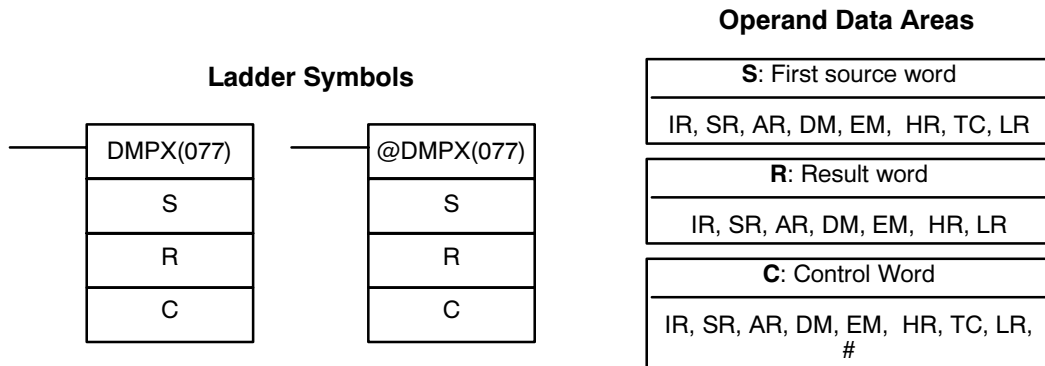 Operand Data Areas
Ladder Symbols
DMPX(077)
S
R
C
@DMPX(077)
S
R
C
S: First source word
IR, SR, AR, DM, EM, HR, TC, LR
R: Result word
IR, SR, AR, DM, EM, HR, LR
C: Control Word
IR, SR, AR, DM, EM, HR, TC, LR,
#